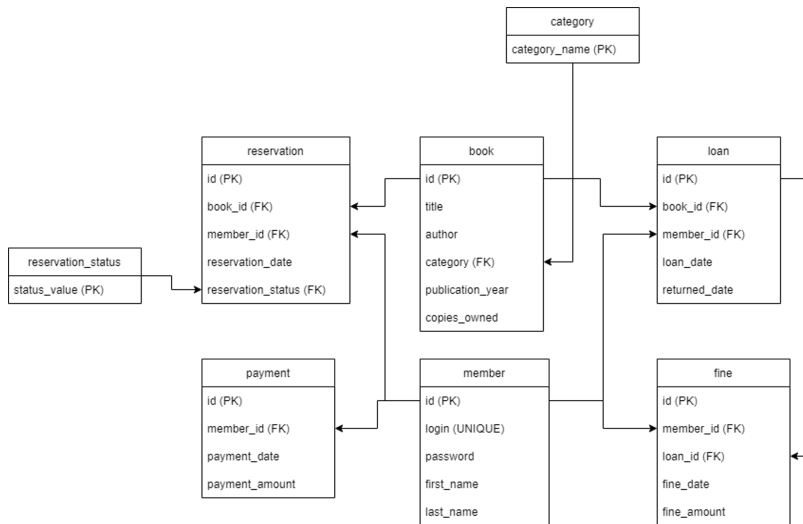 category
category_name (PK)
reservation
id (PK)
book_id (FK)
member_id (FK)
reservation_date
reservation_status (FK)
book
id (PK)
title
author
category (FK)
publication_year
copies_owned
loan
id (PK)
book_id (FK)
member_id (FK)
loan_date
returned_date
reservation_status
status_value (PK)
payment
id (PK)
member_id (FK)
payment_date
payment_amount
member
id (PK)
login (UNIQUE)
password
first_name
last_name
fine
id (PK)
member_id (FK)
loan_id (FK)
fine_date
fine_amount